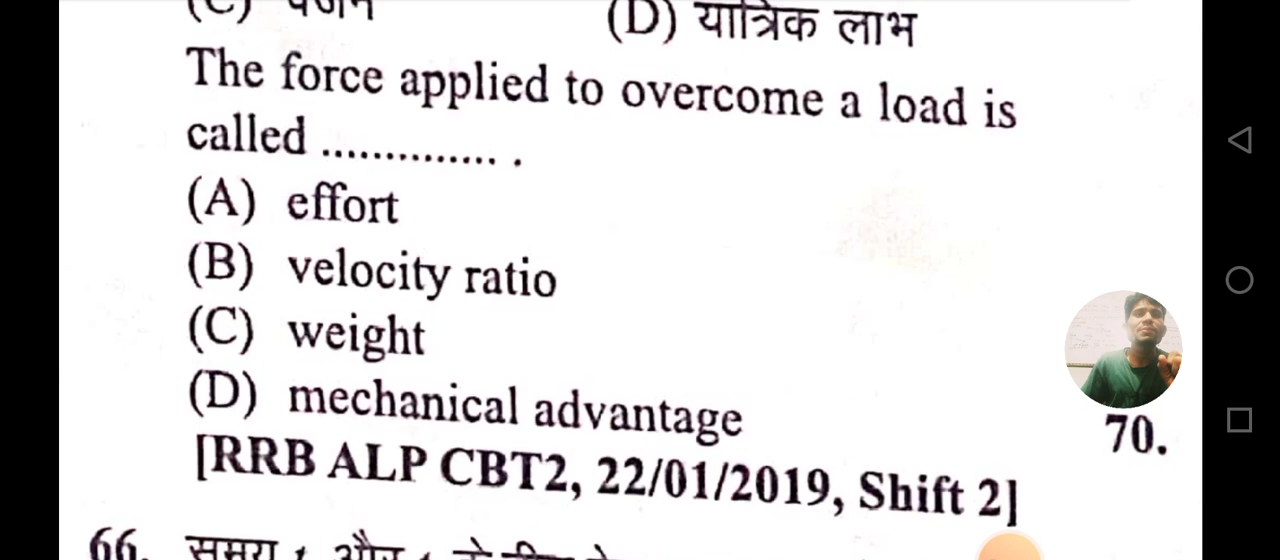 (C) वजन (D) यांत्रिक लाभ
The force applied to overcome a load is
called ............... .
(A) effort
(B) velocity ratio
(C) weight
(D) mechanical advantage
[RRB ALP CBT2, 22/01/2019, Shift 2]
70.
66.